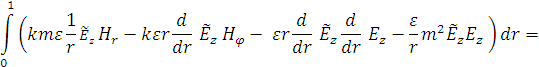 ∫₀¹ (kmε 1/r Ẽ_z H_r − kεr d/dr Ẽ_z H_φ − εr d/dr Ẽ_z d/dr E_z − ε/r m² Ẽ_z E_z) dr =